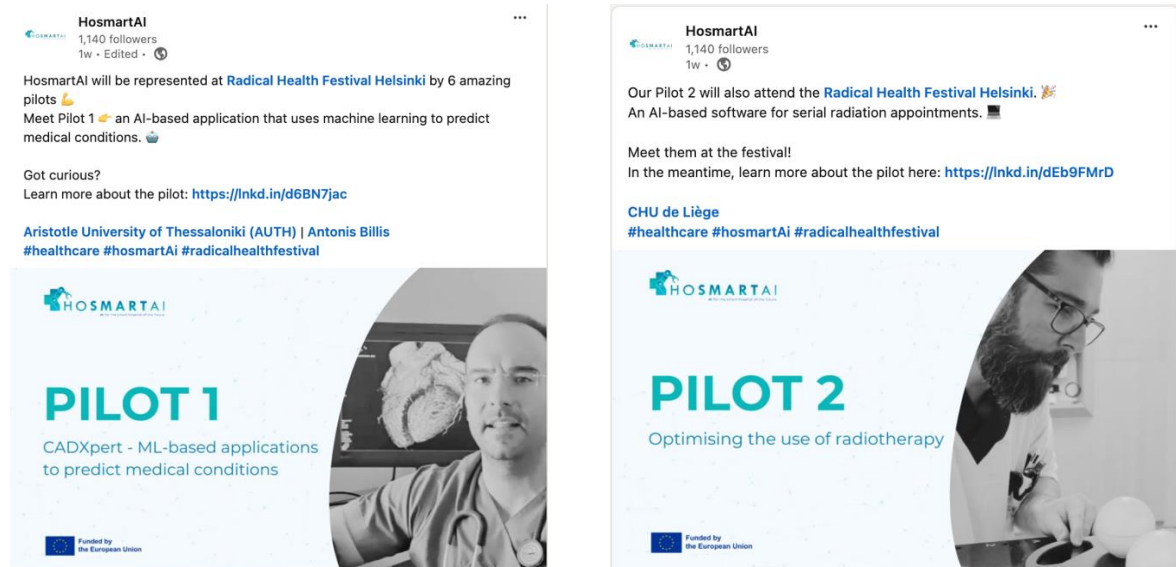 HosmartAI
1,140 followers
1w • Edited •
HosmartAI will be represented at Radical Health Festival Helsinki by 6 amazing
pilots 💪
Meet Pilot 1 👉 an AI-based application that uses machine learning to predict
medical conditions. 🤖
Got curious?
Learn more about the pilot: https://lnkd.in/d6BN7jac
Aristotle University of Thessaloniki (AUTH) | Antonis Billis
#healthcare #hosmartAi #radicalhealthfestival
HOSMARTAI
PILOT 1
CADXpert - ML-based applications
to predict medical conditions
Funded by
the European Union
HosmartAI
1,140 followers
1w •
Our Pilot 2 will also attend the Radical Health Festival Helsinki. 🎉
An AI-based software for serial radiation appointments. 💻
Meet them at the festival!
In the meantime, learn more about the pilot here: https://lnkd.in/dEb9FMrD
CHU de Liège
#healthcare #hosmartAi #radicalhealthfestival
HOSMARTAI
PILOT 2
Optimising the use of radiotherapy
Funded by
the European Union